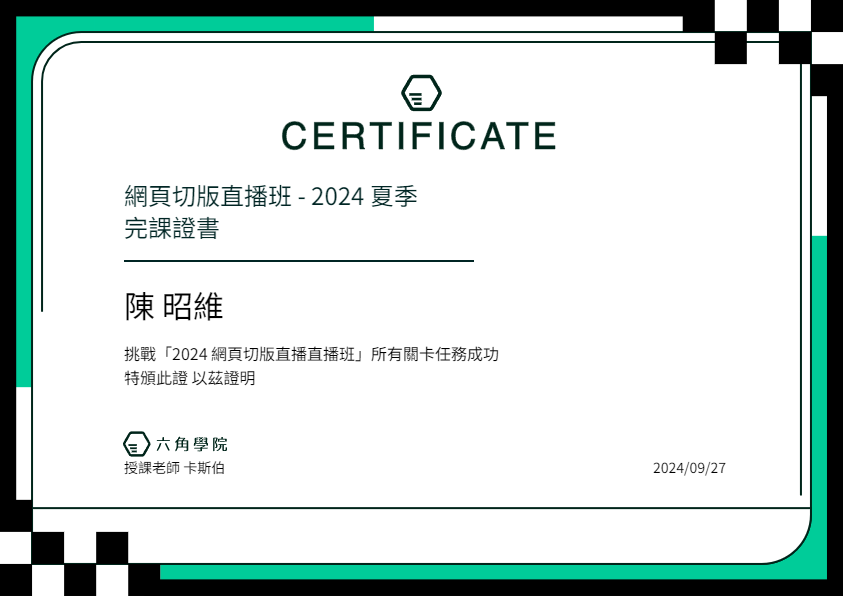 CERTIFICATE
網頁切版直播班 - 2024 夏季
完課證書
陳 昭維
挑戰「2024 網頁切版直播直播班」所有關卡任務成功
特頒此證 以茲證明
六角學院
授課老師 卡斯伯
2024/09/27